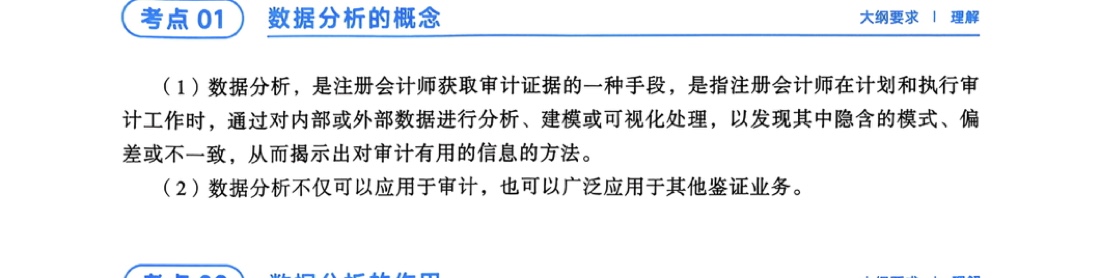 考点 01 数据分析的概念 大纲要求 | 理解
（1）数据分析，是注册会计师获取审计证据的一种手段，是指注册会计师在计划和执行审
计工作时，通过对内部或外部数据进行分析、建模或可视化处理，以发现其中隐含的模式、偏
差或不一致，从而揭示出对审计有用的信息的方法。
（2）数据分析不仅可以应用于审计，也可以广泛应用于其他鉴证业务。